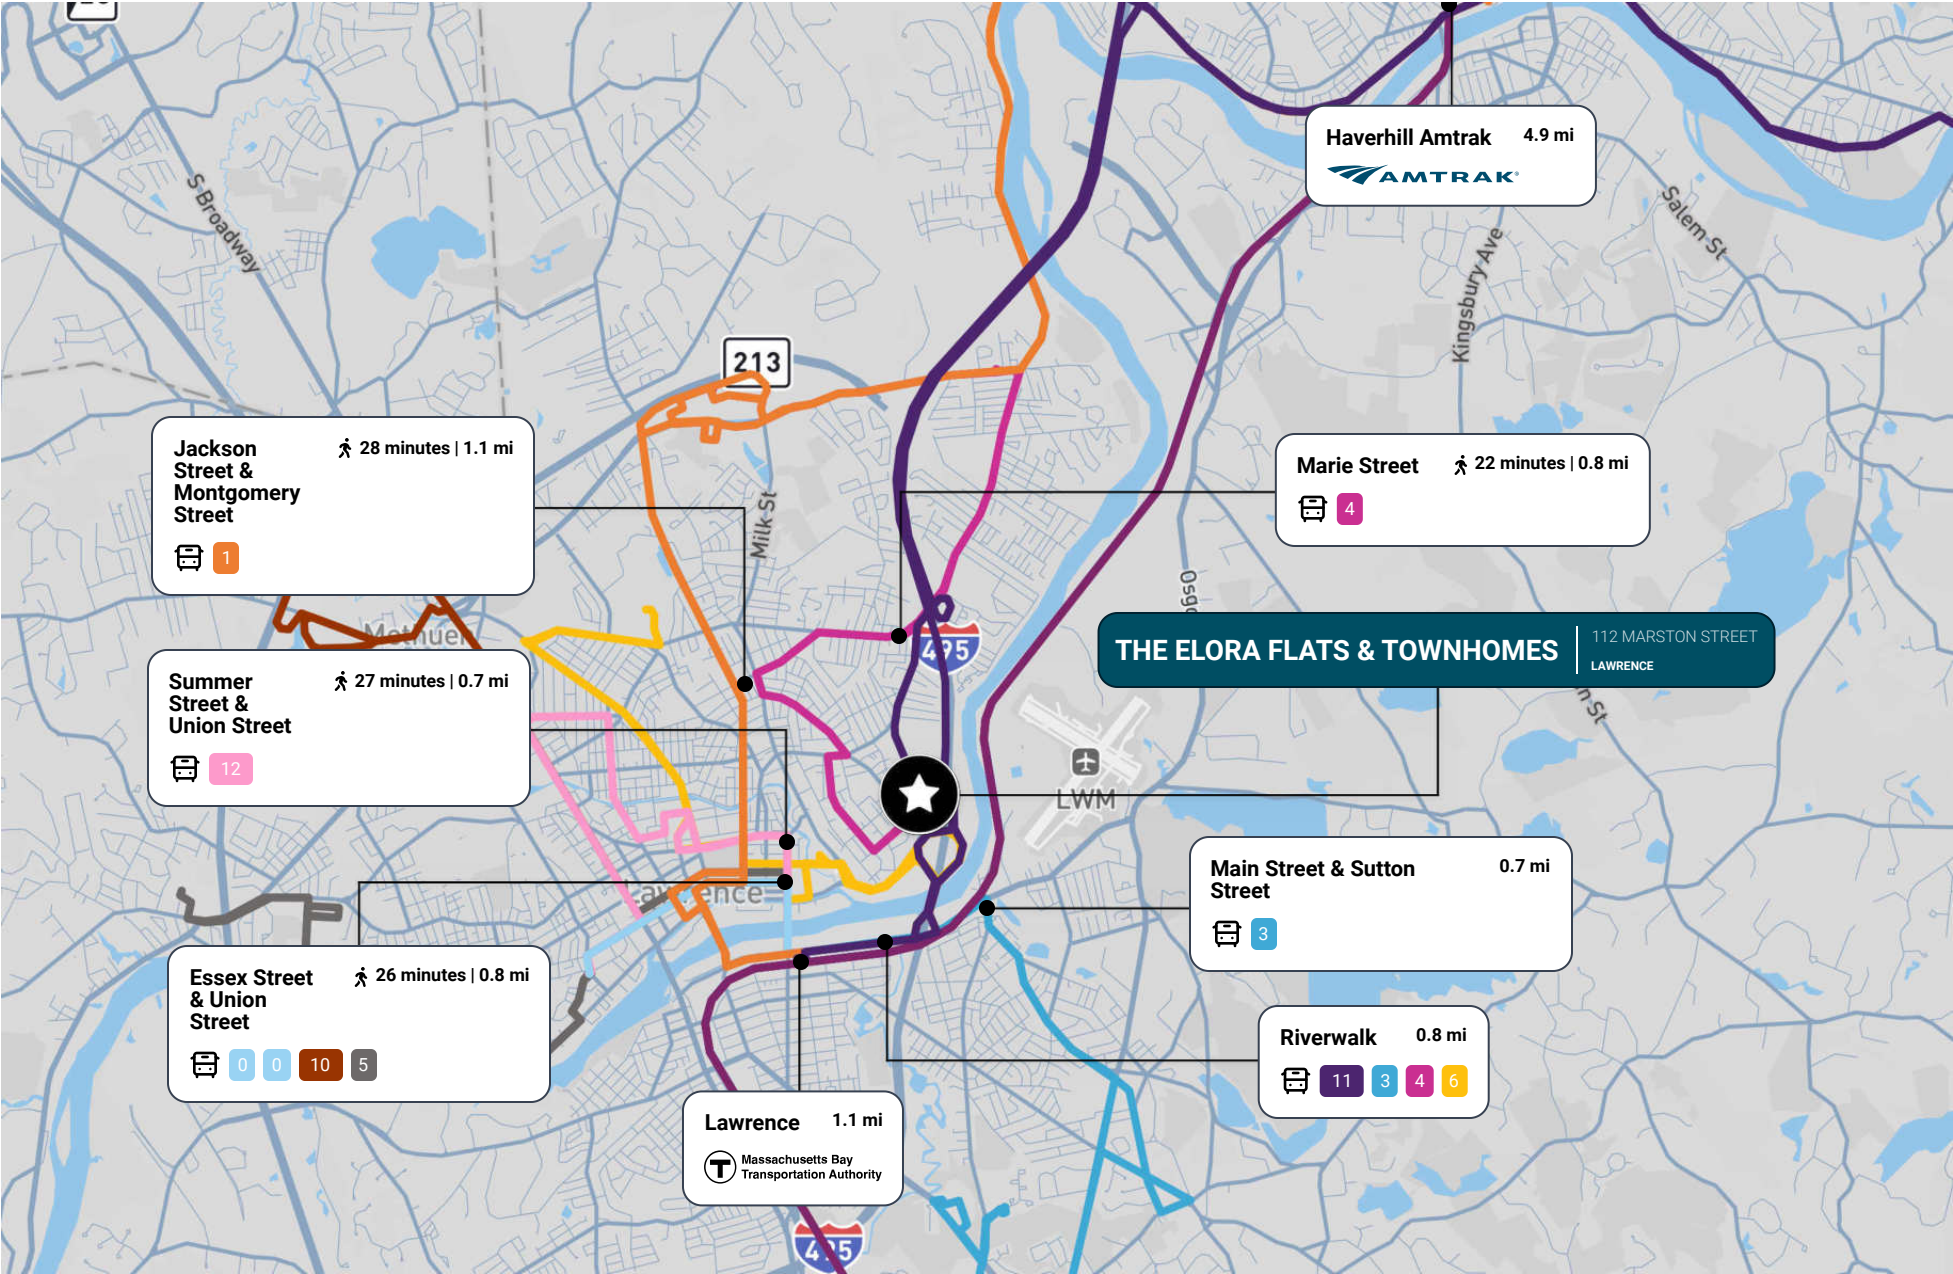 Haverhill Amtrak 4.9 mi
AMTRAK
S Broadway
Salem St
Kingsbury Ave
213
Jackson
Street &
Montgomery
Street
28 minutes | 1.1 mi
1
Milk St
Marie Street 22 minutes | 0.8 mi
4
Methuen
495
THE ELORA FLATS & TOWNHOMES
112 MARSTON STREET
LAWRENCE
Summer
Street &
Union Street
27 minutes | 0.7 mi
12
LWM
Main Street & Sutton
Street
0.7 mi
3
Lawrence
Essex Street
& Union
Street
26 minutes | 0.8 mi
0 0 10 5
Riverwalk 0.8 mi
11 3 4 6
Lawrence 1.1 mi
T
Massachusetts Bay
Transportation Authority
495